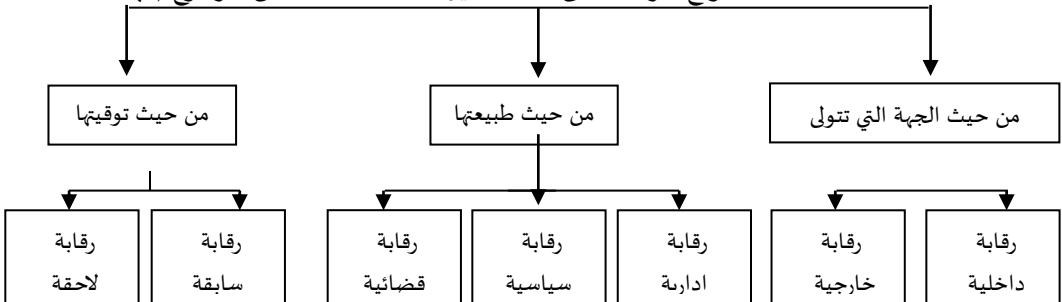 من حيث الجهة التي تتولى
من حيث طبيعتها
من حيث توقيتها
رقابة
داخلية
رقابة
خارجية
رقابة
ادارية
رقابة
سياسية
رقابة
قضائية
رقابة
سابقة
رقابة
لاحقة